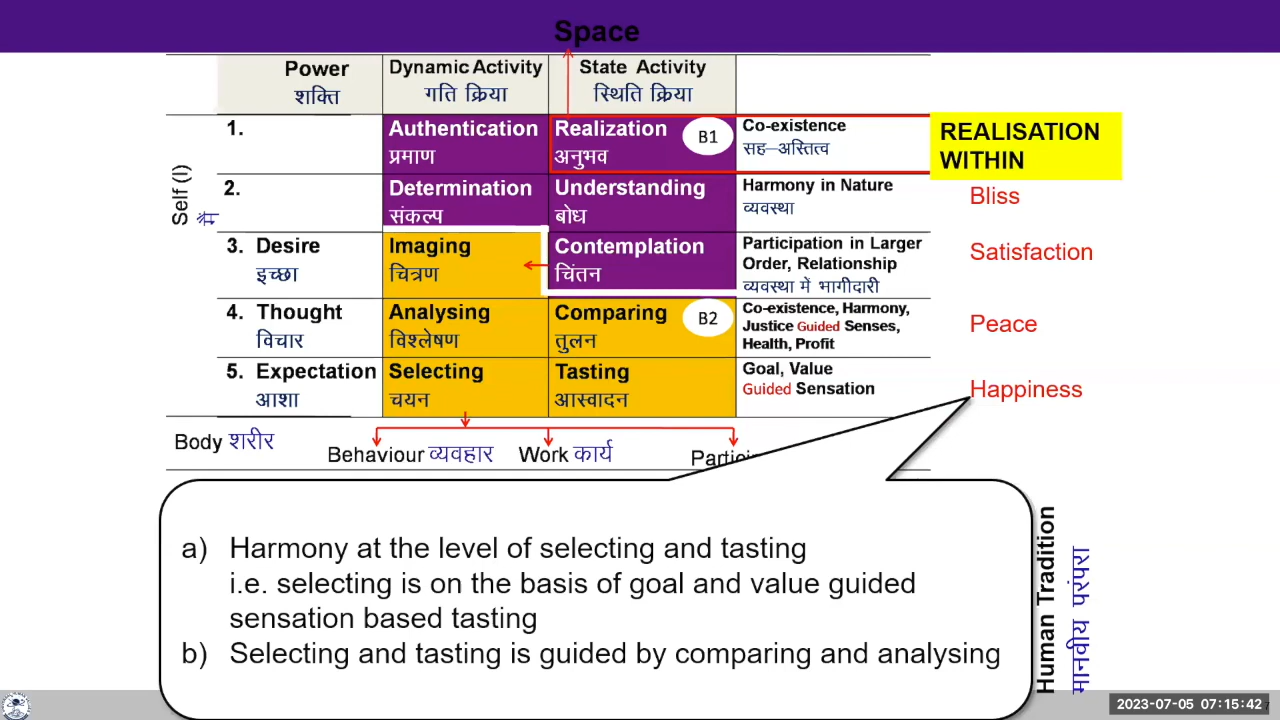 Space
Power
Dynamic Activity
State Activity
शक्ति
गति क्रिया
स्थिति क्रिया
Self (I)
मैं
1.
Authentication
Realization
B1
Co-existence
प्रमाण
अनुभव
सह–अस्तित्व
REALISATION
WITHIN
2.
Determination
Understanding
Harmony in Nature
Bliss
संकल्प
बोध
व्यवस्था
3. Desire
Imaging
Contemplation
Participation in Larger
Order, Relationship
Satisfaction
इच्छा
चित्रण
चिंतन
व्यवस्था में भागीदारी
4. Thought
Analysing
Comparing
B2
Co-existence, Harmony,
Justice Guided Senses,
Health, Profit
Peace
विचार
विश्लेषण
तुलन
5. Expectation
Selecting
Tasting
Goal, Value
Guided Sensation
Happiness
आशा
चयन
आस्वादन
Body शरीर
Behaviour व्यवहार
Work कार्य
a) Harmony at the level of selecting and tasting
i.e. selecting is on the basis of goal and value guided
sensation based tasting
b) Selecting and tasting is guided by comparing and analysing
Human Tradition
मानवीय परंपरा
2023-07-05 07:15:42
7